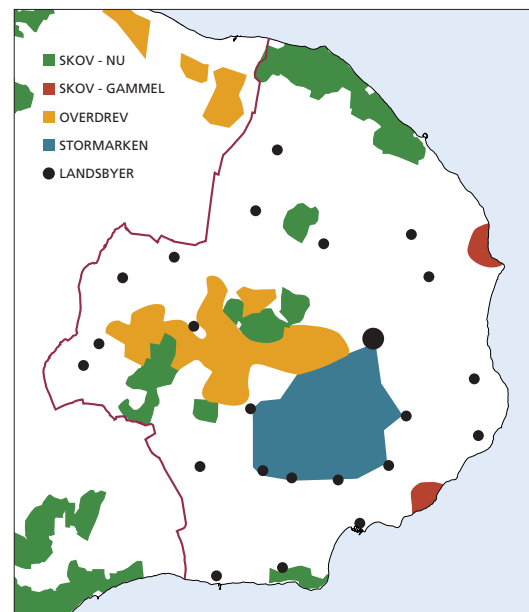 SKOV - NU
SKOV - GAMMEL
OVERDREV
STORMARKEN
LANDSBYER